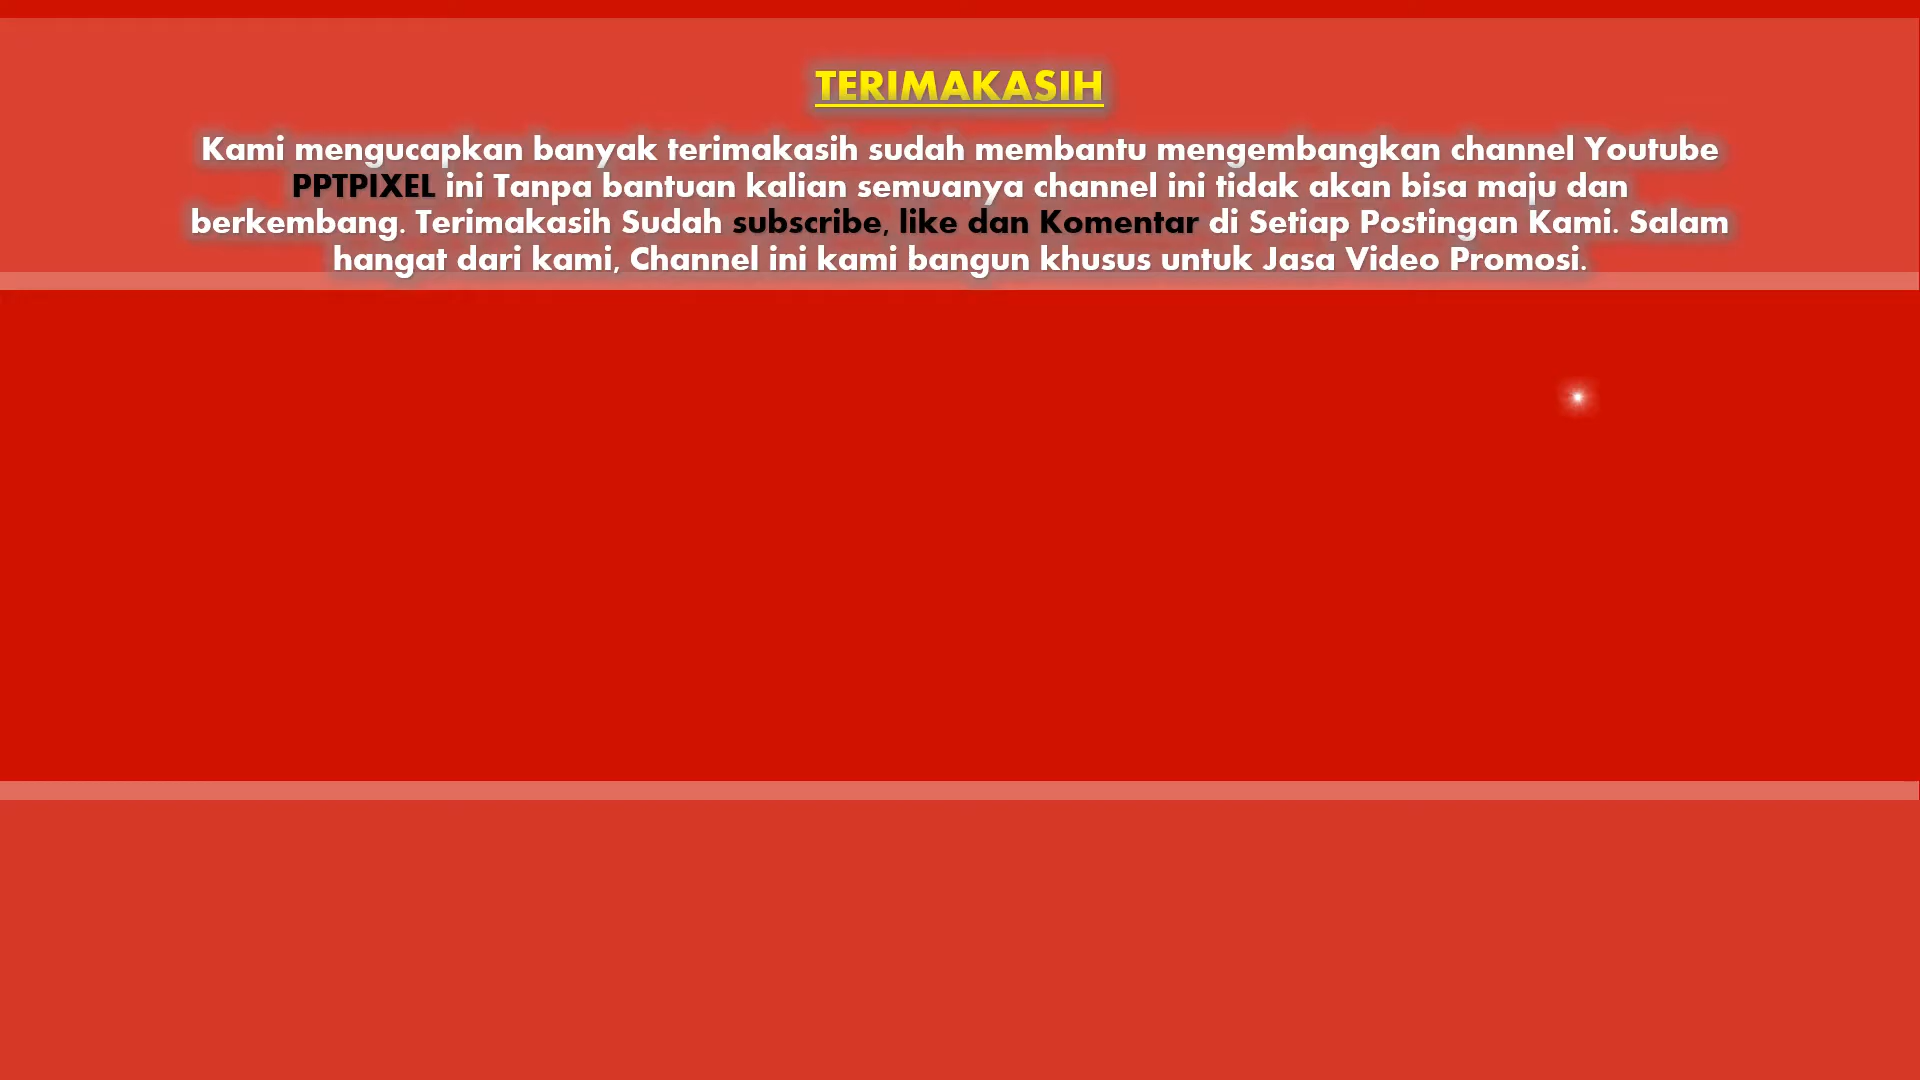 TERIMAKASIH
Kami mengucapkan banyak terimakasih sudah membantu mengembangkan channel Youtube
PPTPIXEL ini Tanpa bantuan kalian semuanya channel ini tidak akan bisa maju dan
berkembang. Terimakasih Sudah subscribe, like dan Komentar di Setiap Postingan Kami. Salam
hangat dari kami, Channel ini kami bangun khusus untuk Jasa Video Promosi.